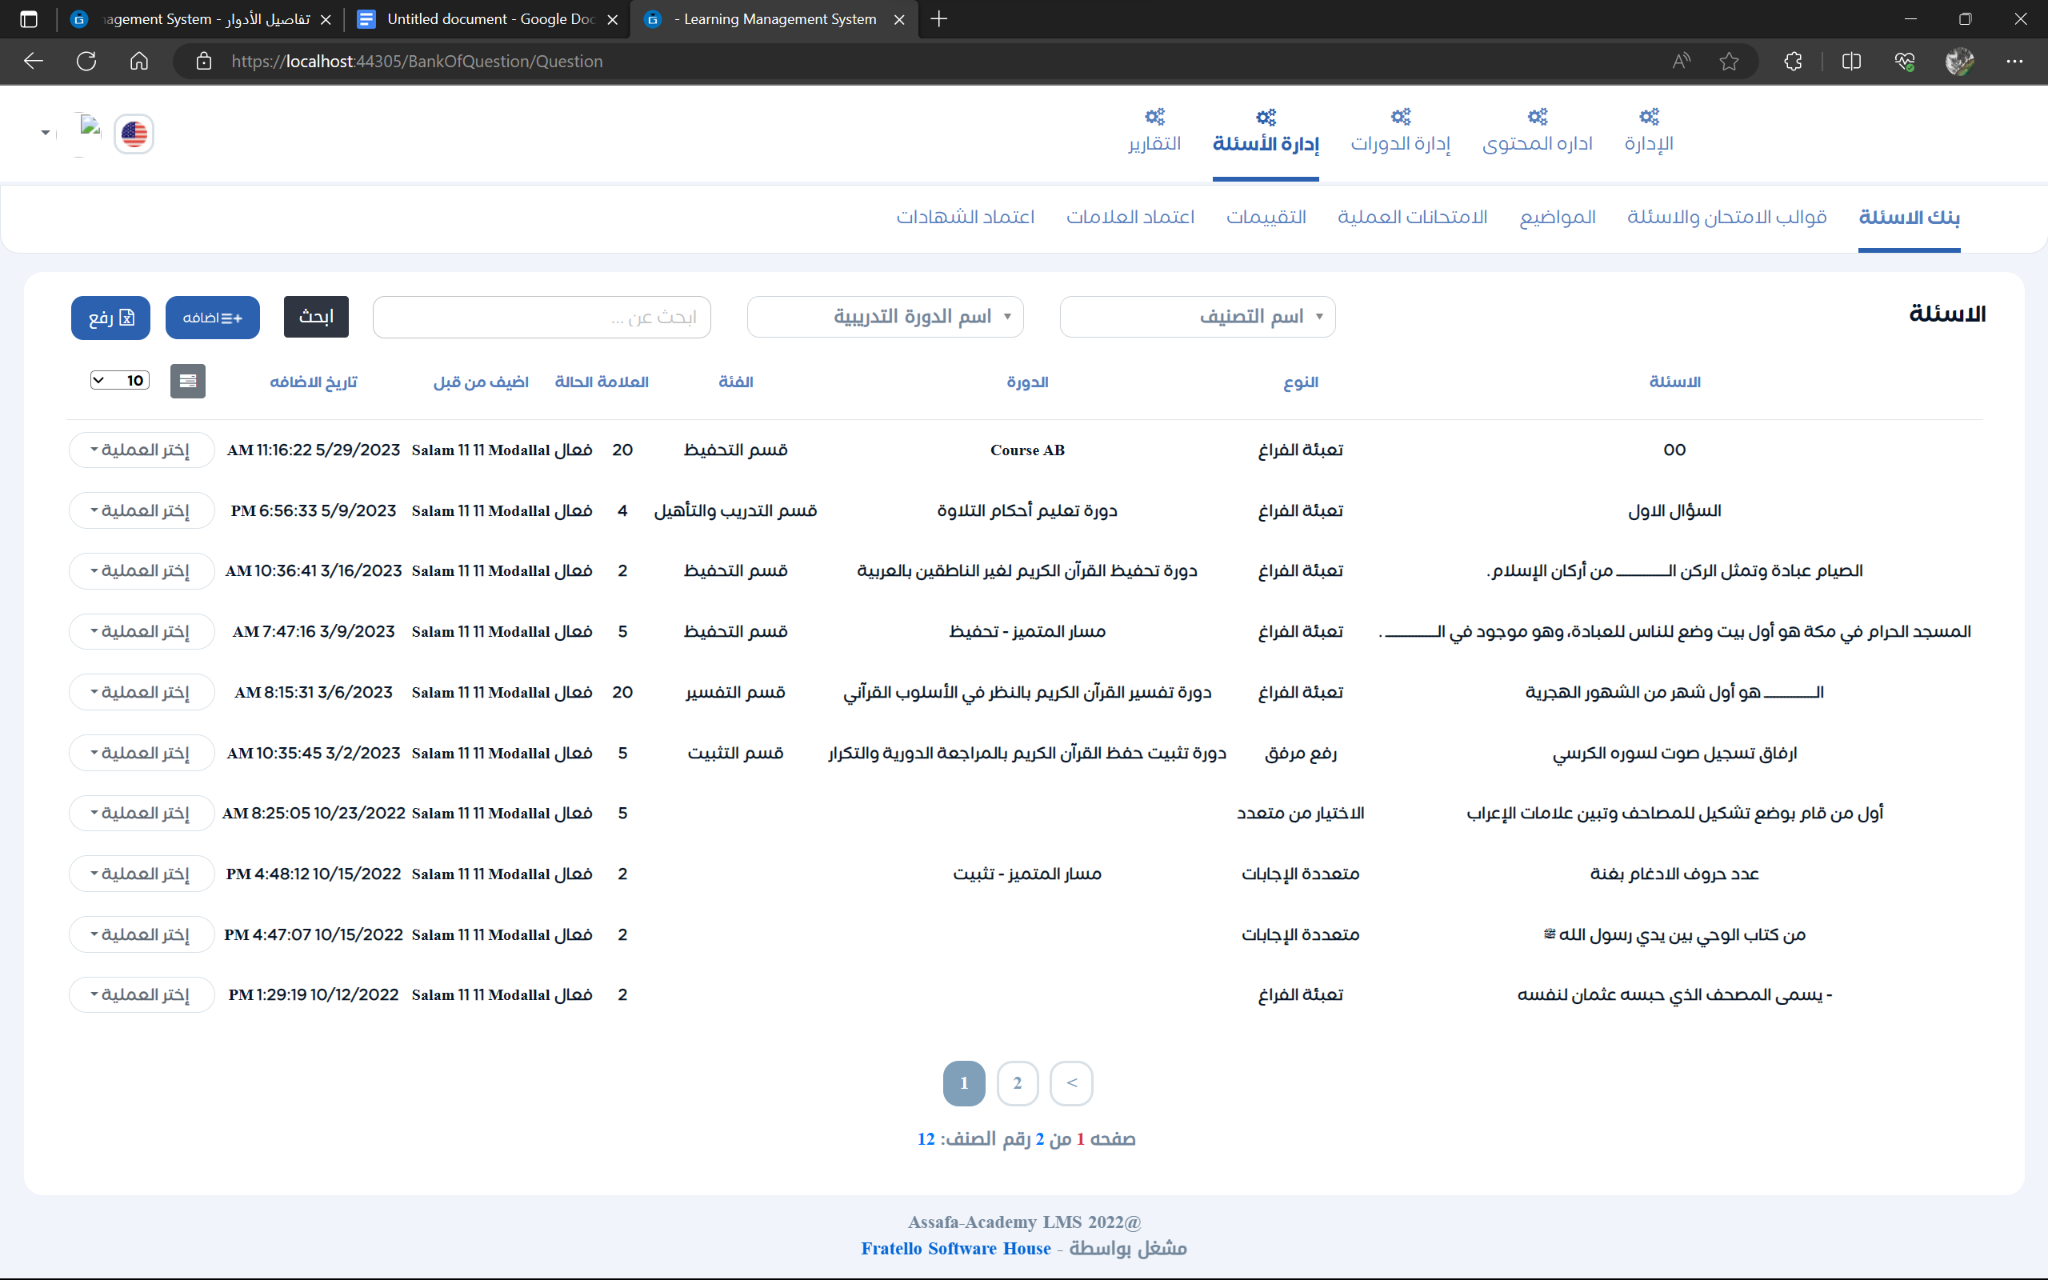 nagement System - تفاصيل الأدوار
Untitled document - Google Doc
- Learning Management System
https://localhost:44305/BankOfQuestion/Question
الإدارة
اداره المحتوى
إدارة الدورات
إدارة الأسئلة
التقارير
بنك الاسئلة
قوالب الامتحان والاسئلة
المواضيع
الامتحانات العملية
التقييمات
اعتماد العلامات
اعتماد الشهادات
الاسئلة
اسم التصنيف
اسم الدورة التدريبية
ابحث عن ...
ابحث
اضافه
رفع
الاسئلة النوع الدورة الفئة العلامة الحالة اضيف من قبل تاريخ الاضافه 10
00 تعبئة الفراغ Course AB قسم التحفيظ 20 فعال Salam 11 11 Modallal 5/29/2023 11:16:22 AM إختر العملية
السؤال الاول تعبئة الفراغ دورة تعليم أحكام التلاوة قسم التدريب والتأهيل 4 فعال Salam 11 11 Modallal 5/9/2023 6:56:33 PM إختر العملية
الصيام عبادة وتمثل الركن الـــــــــــ من أركان الإسلام. تعبئة الفراغ دورة تحفيظ القرآن الكريم لغير الناطقين بالعربية قسم التحفيظ 2 فعال Salam 11 11 Modallal 3/16/2023 10:36:41 AM إختر العملية
المسجد الحرام في مكة هو أول بيت وضع للناس للعبادة، وهو موجود في الـــــــــــ . تعبئة الفراغ مسار المتميز - تحفيظ قسم التحفيظ 5 فعال Salam 11 11 Modallal 3/9/2023 7:47:16 AM إختر العملية
الـــــــــــ هو أول شهر من الشهور الهجرية تعبئة الفراغ دورة تفسير القرآن الكريم بالنظر في الأسلوب القرآني قسم التفسير 20 فعال Salam 11 11 Modallal 3/6/2023 8:15:31 AM إختر العملية
ارفاق تسجيل صوت لسوره الكرسي رفع مرفق دورة تثبيت حفظ القرآن الكريم بالمراجعة الدورية والتكرار قسم التثبيت 5 فعال Salam 11 11 Modallal 3/2/2023 10:35:45 AM إختر العملية
أول من قام بوضع تشكيل للمصاحف وتبين علامات الإعراب الاختيار من متعدد 5 فعال Salam 11 11 Modallal 10/23/2022 8:25:05 AM إختر العملية
عدد حروف الادغام بغنة متعددة الإجابات مسار المتميز - تثبيت 2 فعال Salam 11 11 Modallal 10/15/2022 4:48:12 PM إختر العملية
من كتاب الوحي بين يدي رسول الله ﷺ متعددة الإجابات 2 فعال Salam 11 11 Modallal 10/15/2022 4:47:07 PM إختر العملية
- يسمى المصحف الذي حبسه عثمان لنفسه تعبئة الفراغ 2 فعال Salam 11 11 Modallal 10/12/2022 1:29:19 PM إختر العملية
1 2 >
صفحه 1 من 2 رقم الصنف: 12
Assafa-Academy LMS 2022@
مشغل بواسطة - Fratello Software House